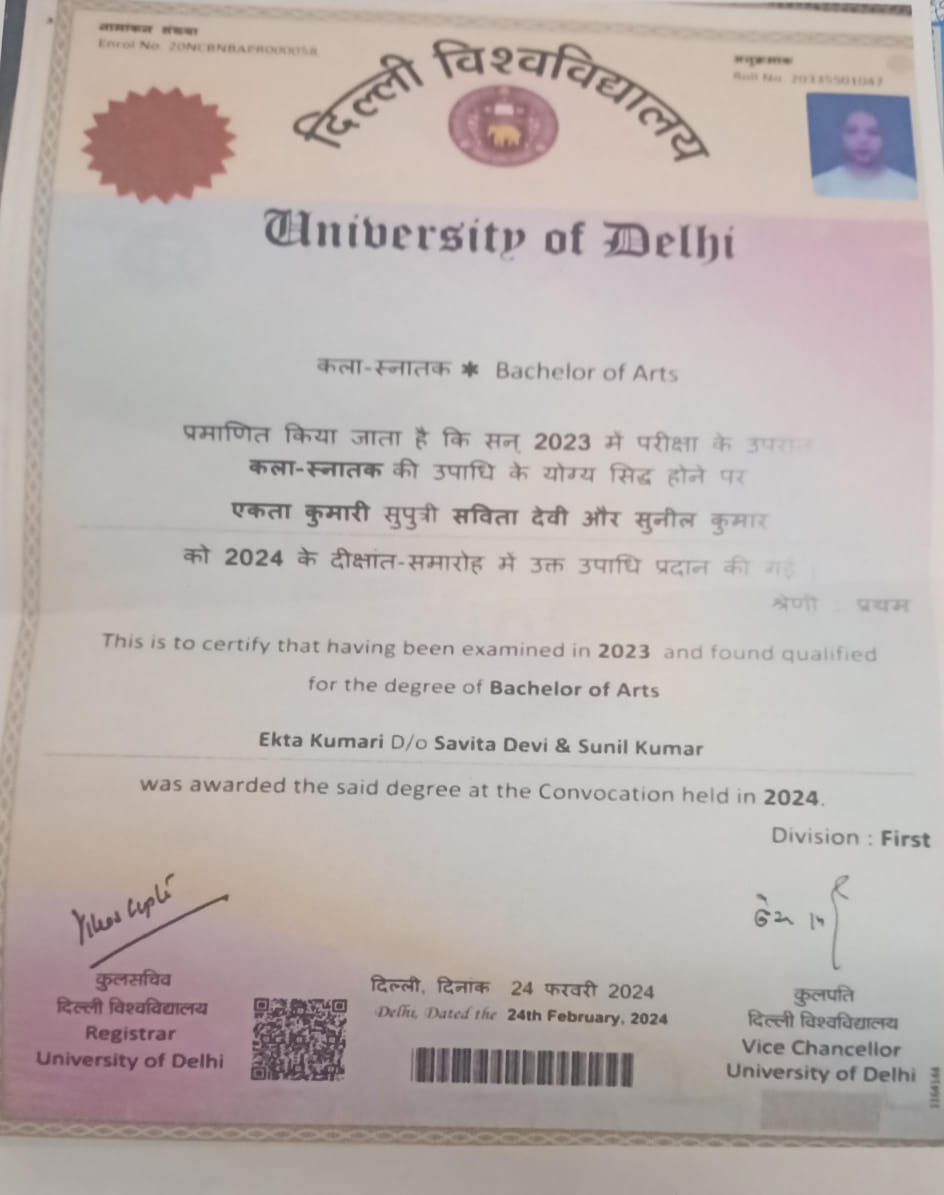 नामांकन संख्या
Enrol No. 20NCBNBAPR000058
अनुक्रमांक
Roll No. 20335501047
दिल्ली विश्वविद्यालय
University of Delhi
कला-स्नातक * Bachelor of Arts
प्रमाणित किया जाता है कि सन् 2023 में परीक्षा के उपरांत
कला-स्नातक की उपाधि के योग्य सिद्ध होने पर
एकता कुमारी सुपुत्री सविता देवी और सुनील कुमार
को 2024 के दीक्षांत-समारोह में उक्त उपाधि प्रदान की गई ।
श्रेणी : प्रथम
This is to certify that having been examined in 2023 and found qualified
for the degree of Bachelor of Arts
Ekta Kumari D/o Savita Devi & Sunil Kumar
was awarded the said degree at the Convocation held in 2024.
Division : First
कुलसचिव
दिल्ली विश्वविद्यालय
Registrar
University of Delhi
दिल्ली, दिनांक 24 फरवरी 2024
Delhi, Dated the 24th February, 2024
कुलपति
दिल्ली विश्वविद्यालय
Vice Chancellor
University of Delhi